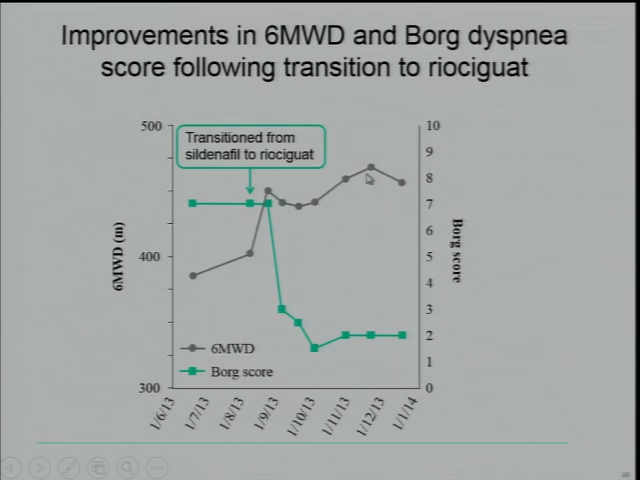 Improvements in 6MWD and Borg dyspnea
score following transition to riociguat
Transitioned from
sildenafil to riociguat
500
400
300
6MWD (m)
10
9
8
7
6
5
4
3
2
1
0
Borg score
6MWD
Borg score
1/6/13
1/7/13
1/8/13
1/9/13
1/10/13
1/11/13
1/12/13
1/1/14